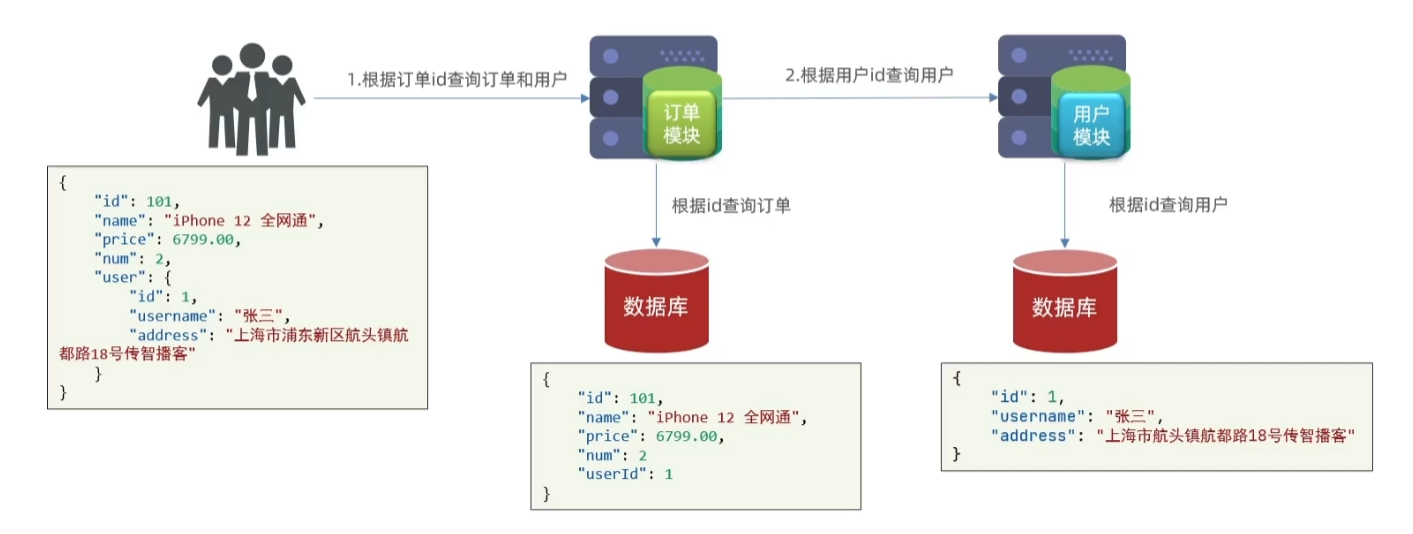 1.根据订单id查询订单和用户
2.根据用户id查询用户
订单
模块
用户
模块
根据id查询订单
根据id查询用户
数据库
数据库
{
"id": 101,
"name": "iPhone 12 全网通",
"price": 6799.00,
"num": 2,
"user": {
"id": 1,
"username": "张三",
"address": "上海市浦东新区航头镇航
都路18号传智播客"
}
}
{
"id": 101,
"name": "iPhone 12 全网通",
"price": 6799.00,
"num": 2
"userId": 1
}
{
"id": 1,
"username": "张三",
"address": "上海市航头镇航都路18号传智播客"
}